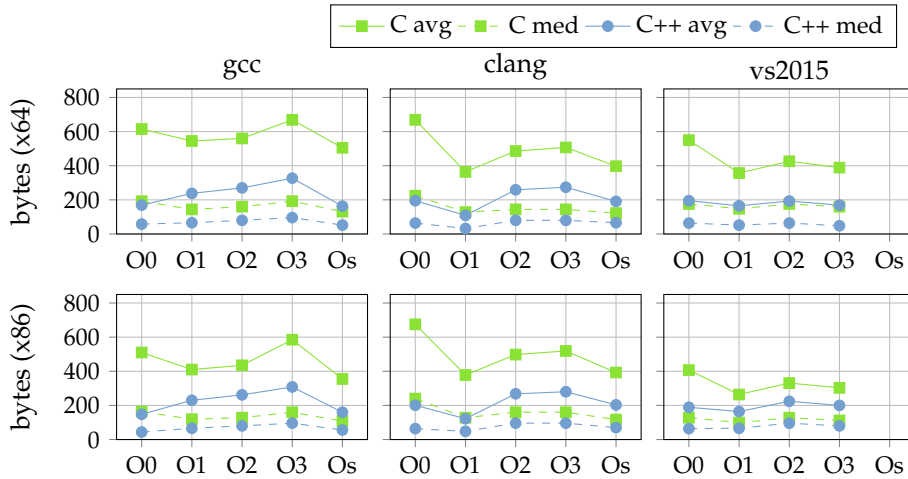 C avg C med C++ avg C++ med
gcc clang vs2015
bytes (x64)
800
600
400
200
0
O0 O1 O2 O3 Os O0 O1 O2 O3 Os O0 O1 O2 O3 Os
bytes (x86)
800
600
400
200
0
O0 O1 O2 O3 Os O0 O1 O2 O3 Os O0 O1 O2 O3 Os